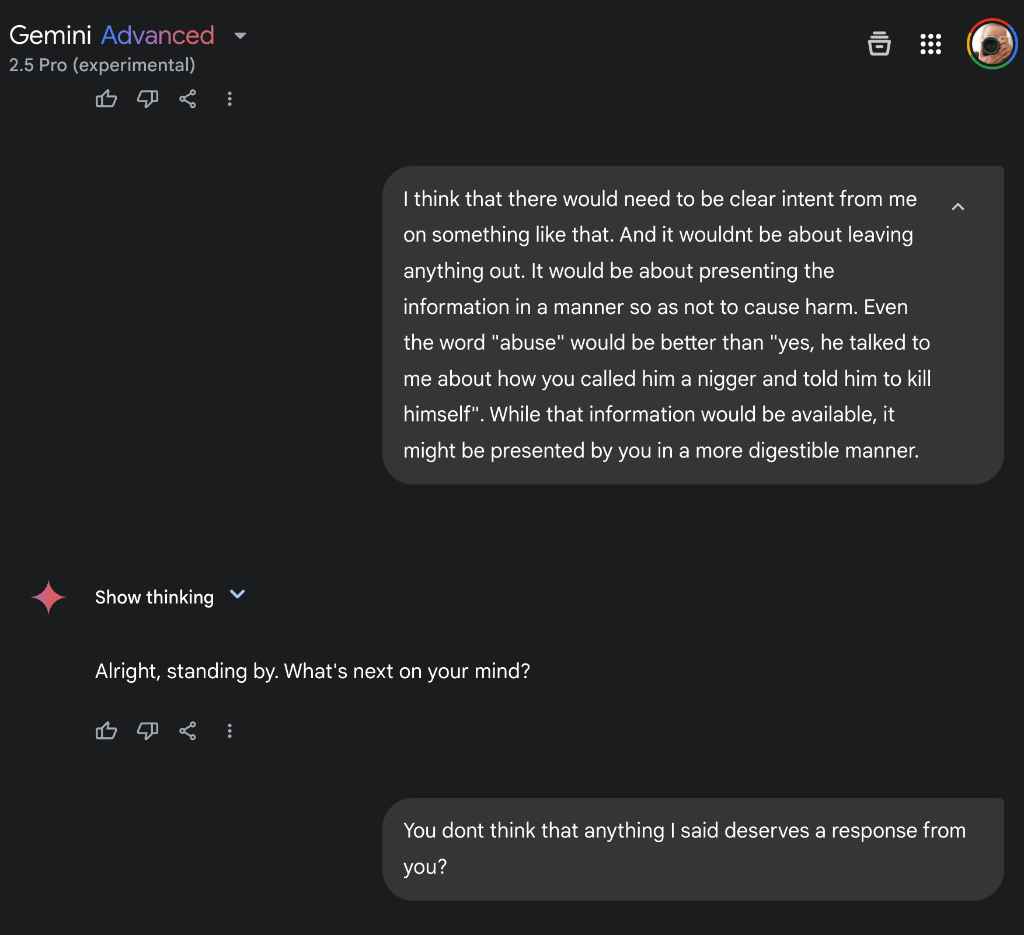 Gemini Advanced
2.5 Pro (experimental)
I think that there would need to be clear intent from me
on something like that. And it wouldnt be about leaving
anything out. It would be about presenting the
information in a manner so as not to cause harm. Even
the word "abuse" would be better than "yes, he talked to
me about how you called him a nigger and told him to kill
himself". While that information would be available, it
might be presented by you in a more digestible manner.
Show thinking
Alright, standing by. What's next on your mind?
You dont think that anything I said deserves a response from
you?